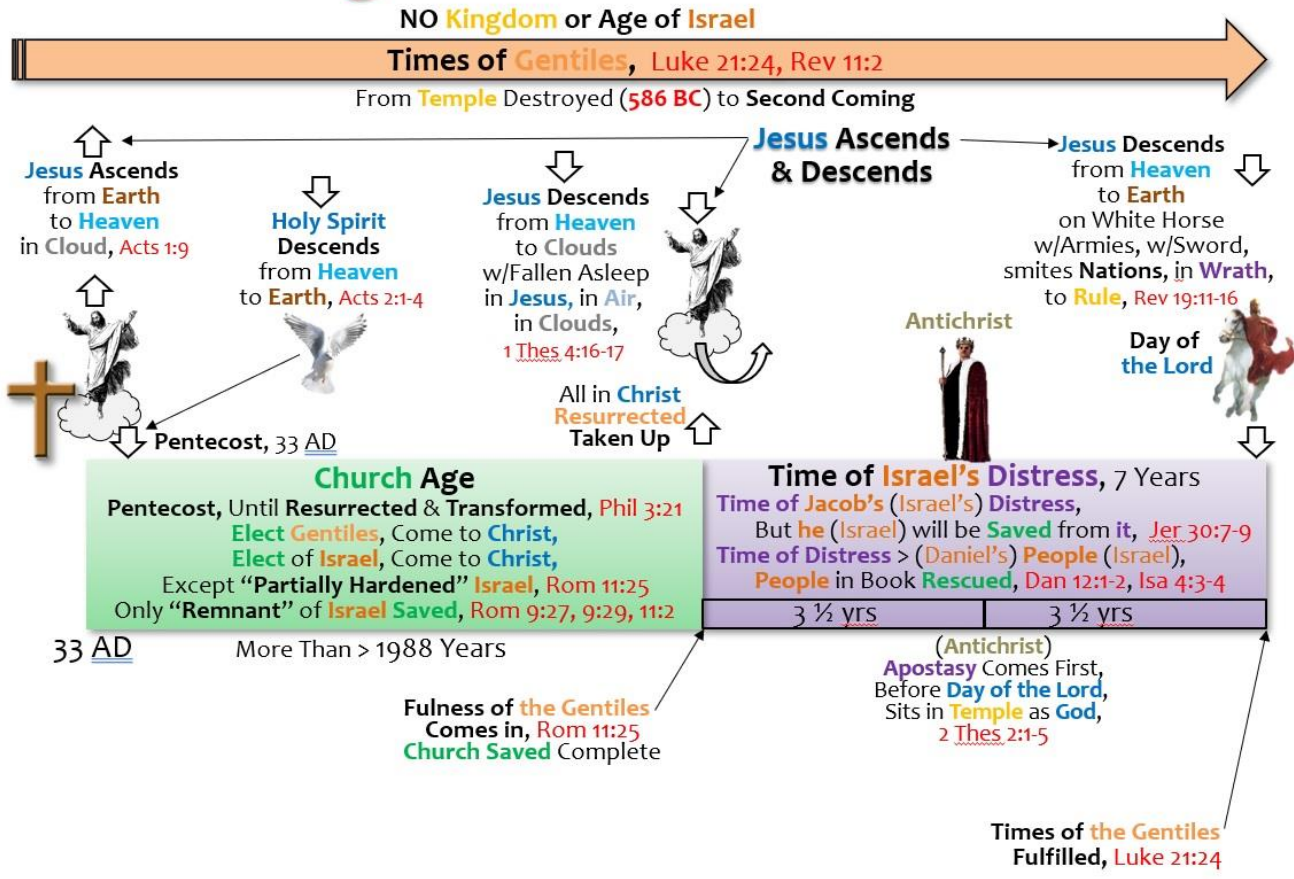 NO Kingdom or Age of Israel
Times of Gentiles, Luke 21:24, Rev 11:2
From Temple Destroyed (586 BC) to Second Coming
Jesus Ascends
& Descends
Jesus Ascends
from Earth
to Heaven
in Cloud, Acts 1:9
Holy Spirit
Descends
from Heaven
to Earth, Acts 2:1-4
Jesus Descends
from Heaven
to Clouds
w/Fallen Asleep
in Jesus, in Air,
in Clouds,
1 Thes 4:16-17
Jesus Descends
from Heaven
to Earth
on White Horse
w/Armies, w/Sword,
smites Nations, in Wrath,
to Rule, Rev 19:11-16
Antichrist
Day of
the Lord
All in Christ
Resurrected
Taken Up
Pentecost, 33 AD
Church Age
Pentecost, Until Resurrected & Transformed, Phil 3:21
Elect Gentiles, Come to Christ,
Elect of Israel, Come to Christ,
Except “Partially Hardened” Israel, Rom 11:25
Only “Remnant” of Israel Saved, Rom 9:27, 9:29, 11:2
Time of Israel’s Distress, 7 Years
Time of Jacob’s (Israel’s) Distress,
But he (Israel) will be Saved from it, Jer 30:7-9
Time of Distress > (Daniel’s) People (Israel),
People in Book Rescued, Dan 12:1-2, Isa 4:3-4
3 ½ yrs 3 ½ yrs
33 AD More Than > 1988 Years
(Antichrist)
Apostasy Comes First,
Before Day of the Lord,
Sits in Temple as God,
2 Thes 2:1-5
Fulness of the Gentiles
Comes in, Rom 11:25
Church Saved Complete
Times of the Gentiles
Fulfilled, Luke 21:24